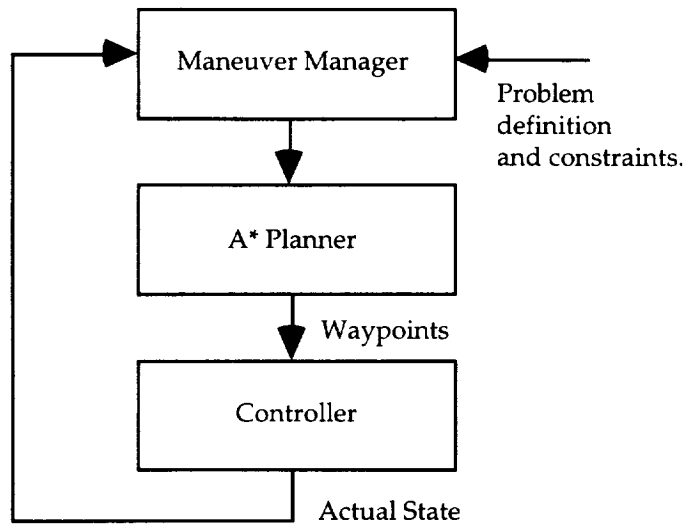 Maneuver Manager
Problem
definition
and constraints.
A* Planner
Waypoints
Controller
Actual State